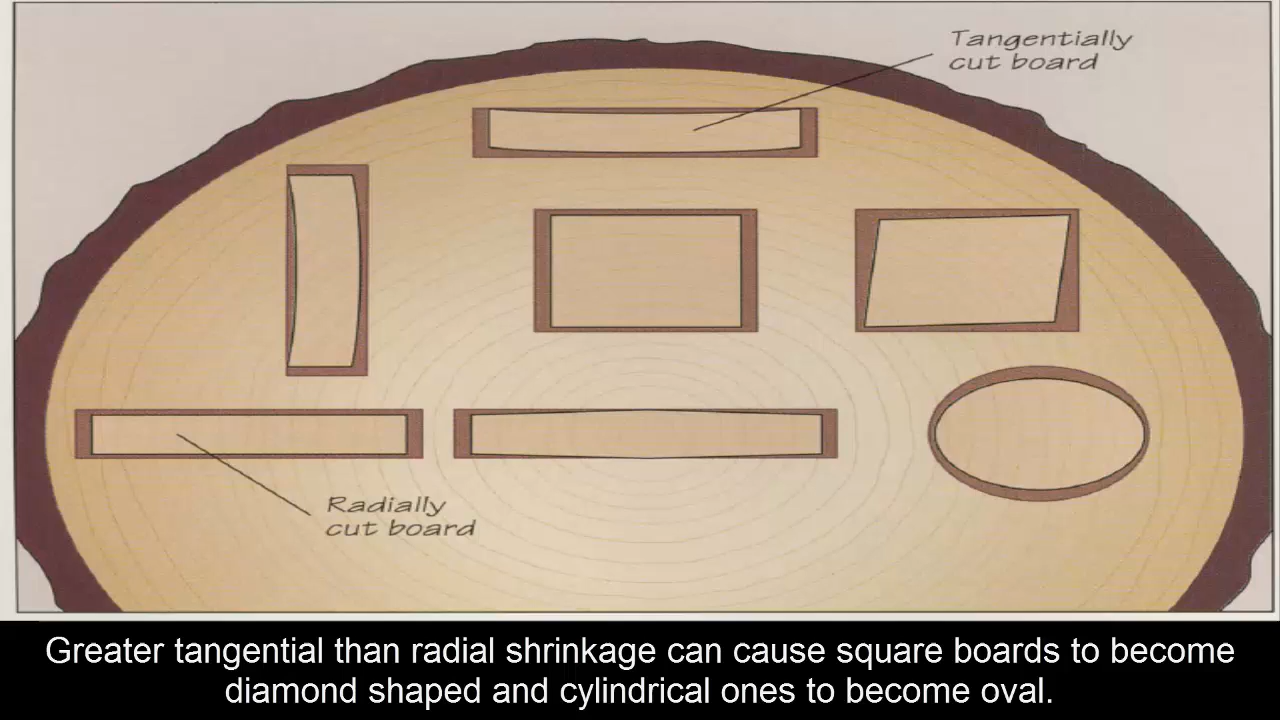 Tangentially
cut board
Radially
cut board
Greater tangential than radial shrinkage can cause square boards to become
diamond shaped and cylindrical ones to become oval.